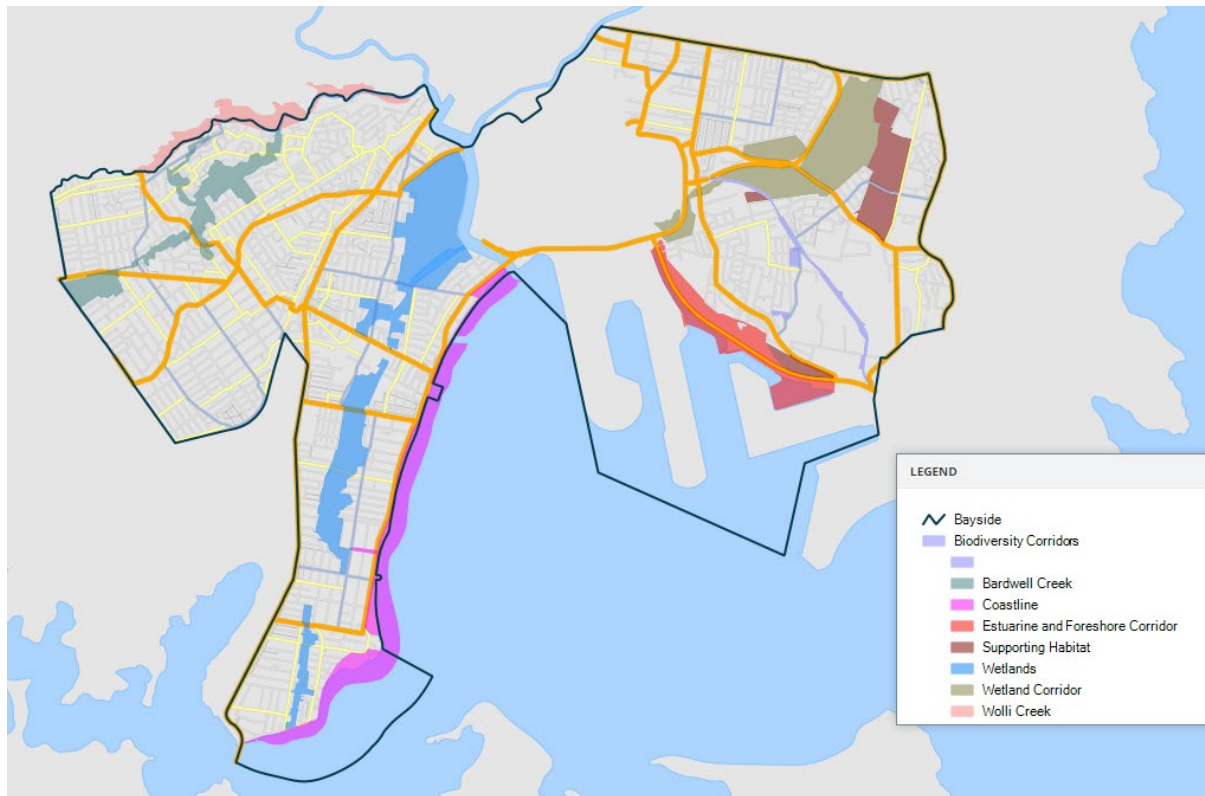 LEGEND
Bayside
Biodiversity Corridors
Bardwell Creek
Coastline
Estuarine and Foreshore Corridor
Supporting Habitat
Wetlands
Wetland Corridor
Wolli Creek